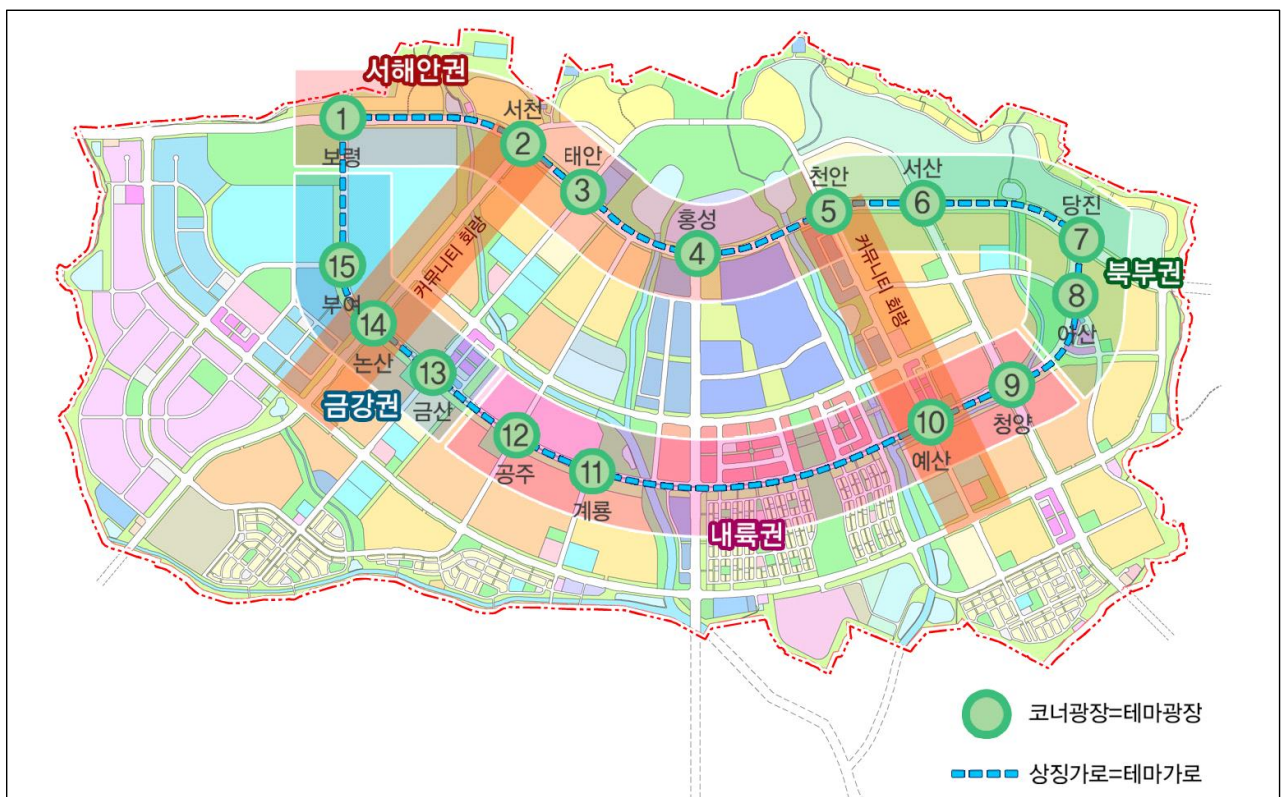 서해안권
1
보령
서천
2
태안
3
홍성
4
천안
5
서산
6
당진
7
북부권
8
아산
9
청양
10
예산
11
계룡
12
공주
13
금산
14
논산
15
부여
금강권
내륙권
커뮤니티 회랑
커뮤니티 회랑
코너광장=테마광장
상징가로=테마가로